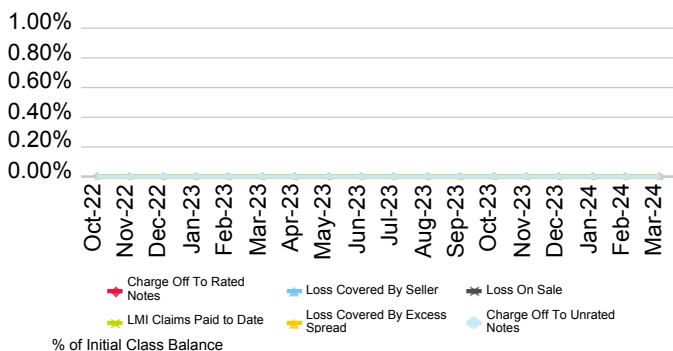 1.00%
0.80%
0.60%
0.40%
0.20%
0.00%
Oct-22
Nov-22
Dec-22
Jan-23
Feb-23
Mar-23
Apr-23
May-23
Jun-23
Jul-23
Aug-23
Sep-23
Oct-23
Nov-23
Dec-23
Jan-24
Feb-24
Mar-24
Charge Off To Rated
Notes
Loss Covered By Seller
Loss On Sale
LMI Claims Paid to Date
Loss Covered By Excess
Spread
Charge Off To Unrated
Notes
% of Initial Class Balance